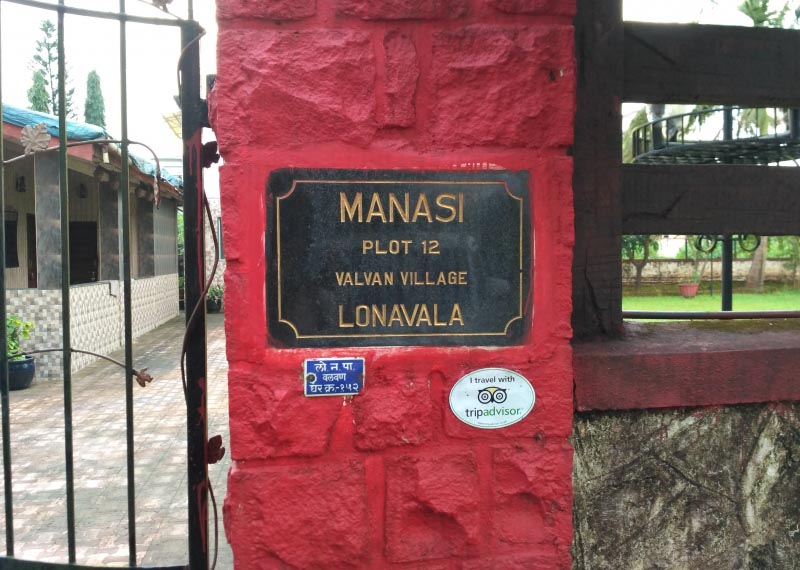 MANASI
PLOT 12
VALVAN VILLAGE
LONAVALA
लो.न.पा.
वलवण
घर क्र.-१५२
I travel with
tripadvisor